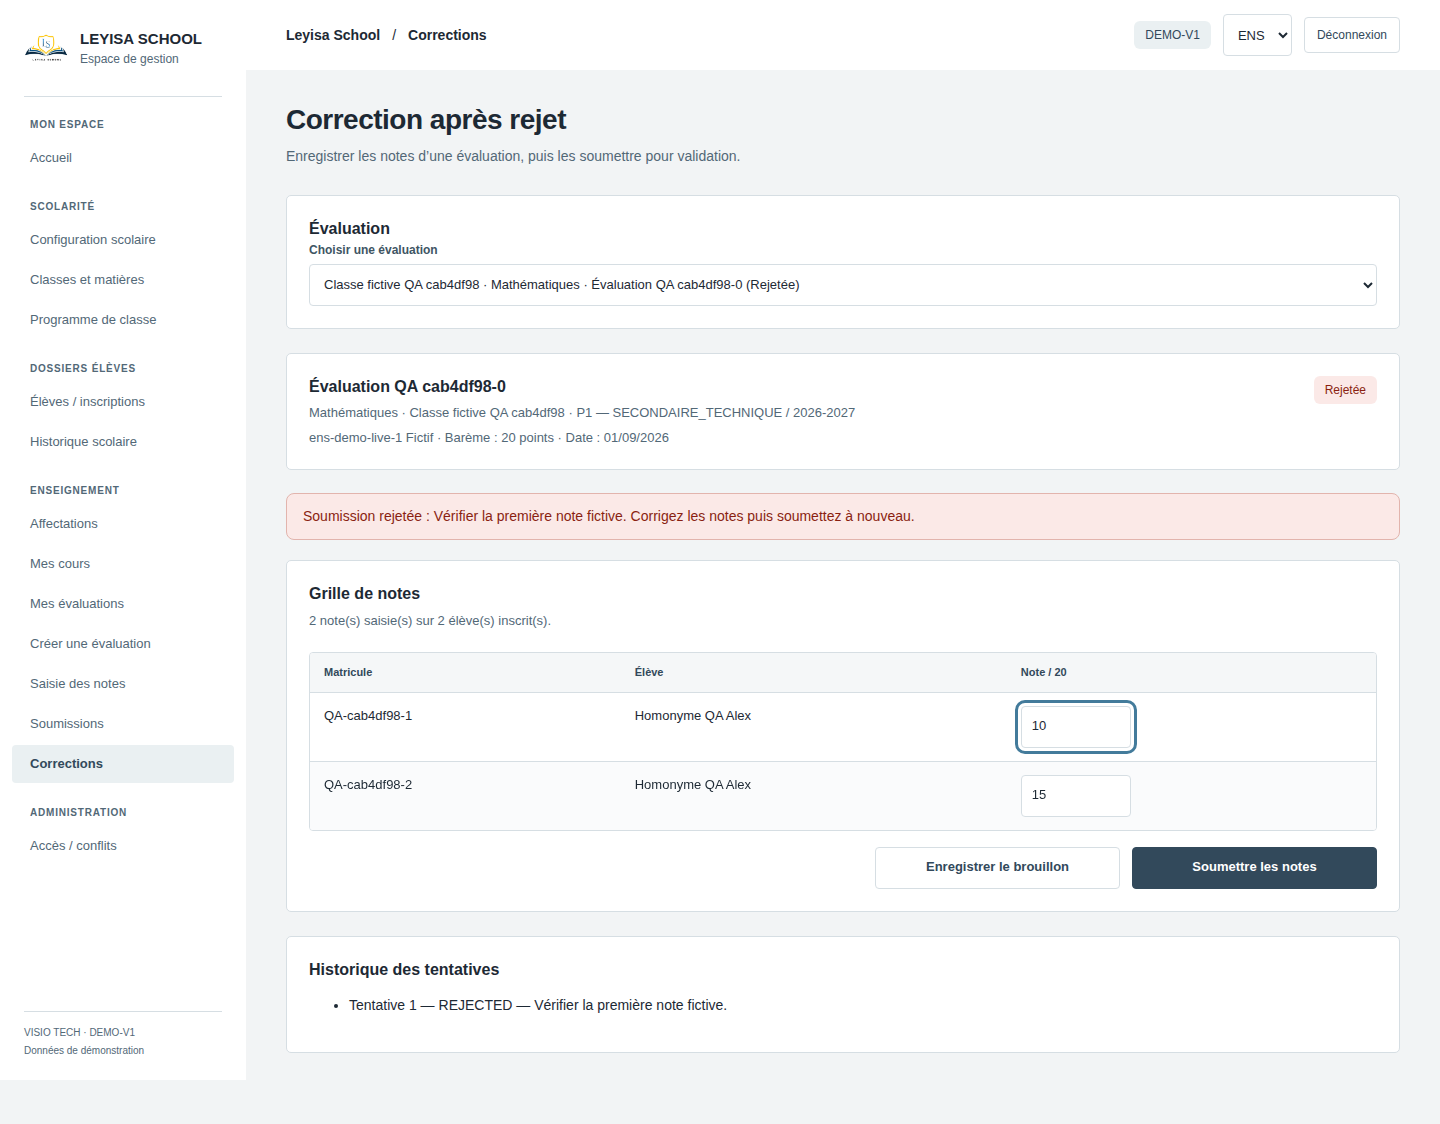 LEYISA SCHOOL
Espace de gestion
MON ESPACE
Accueil
SCOLARITÉ
Configuration scolaire
Classes et matières
Programme de classe
DOSSIERS ÉLÈVES
Élèves / inscriptions
Historique scolaire
ENSEIGNEMENT
Affectations
Mes cours
Mes évaluations
Créer une évaluation
Saisie des notes
Soumissions
Corrections
ADMINISTRATION
Accès / conflits
VISIO TECH · DEMO-V1
Données de démonstration
Leyisa School / Corrections
DEMO-V1
ENS
Déconnexion
Correction après rejet
Enregistrer les notes d’une évaluation, puis les soumettre pour validation.
Évaluation
Choisir une évaluation
Classe fictive QA cab4df98 · Mathématiques · Évaluation QA cab4df98-0 (Rejetée)
Évaluation QA cab4df98-0
Rejetée
Mathématiques · Classe fictive QA cab4df98 · P1 — SECONDAIRE_TECHNIQUE / 2026-2027
ens-demo-live-1 Fictif · Barème : 20 points · Date : 01/09/2026
Soumission rejetée : Vérifier la première note fictive. Corrigez les notes puis soumettez à nouveau.
Grille de notes
2 note(s) saisie(s) sur 2 élève(s) inscrit(s).
Matricule Élève Note / 20
QA-cab4df98-1 Homonyme QA Alex 10
QA-cab4df98-2 Homonyme QA Alex 15
Enregistrer le brouillon
Soumettre les notes
Historique des tentatives
• Tentative 1 — REJECTED — Vérifier la première note fictive.